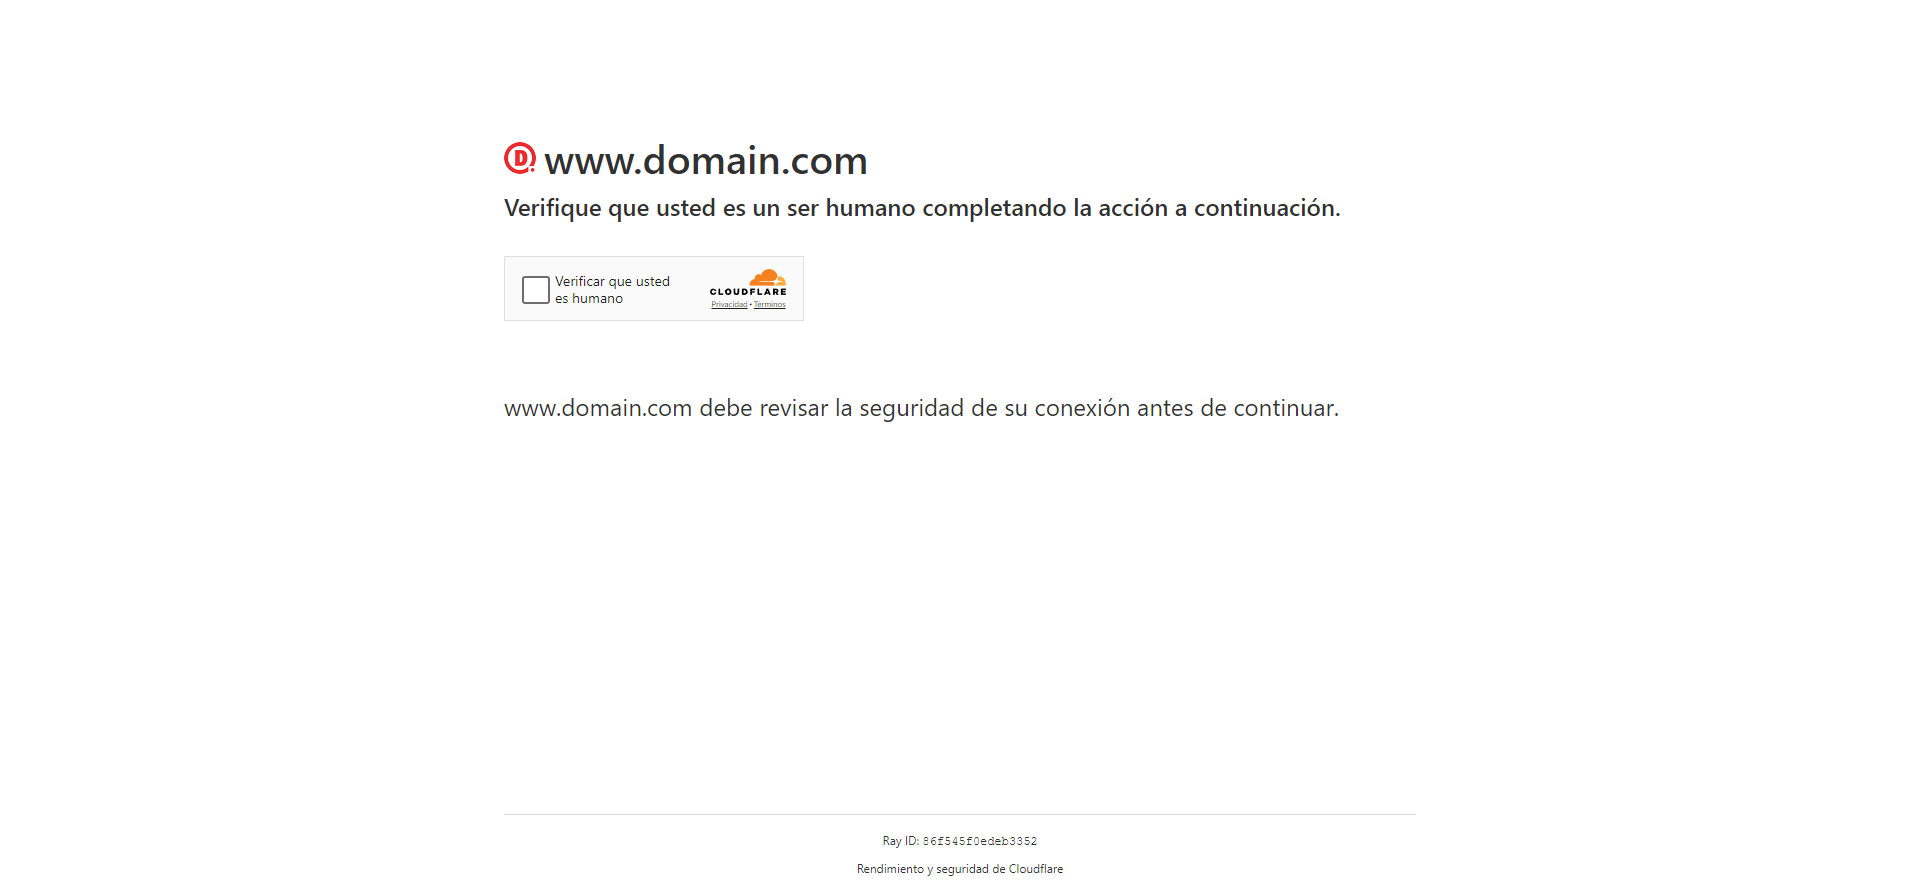 www.domain.com
Verifique que usted es un ser humano completando la acción a continuación.
Verificar que usted
es humano
CLOUDFLARE
Privacidad • Términos
www.domain.com debe revisar la seguridad de su conexión antes de continuar.
Ray ID: 86f545f0edeb3352
Rendimiento y seguridad de Cloudflare